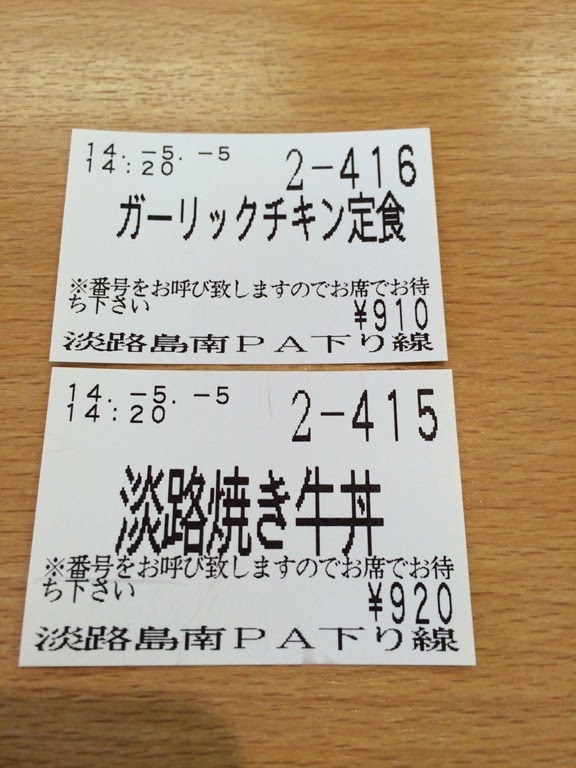 14. -5. -5
14:20
2-416
ガーリックチキン定食
※番号をお呼び致しますのでお席でお待
ち下さい
¥910
淡路島南PA下り線
14. -5. -5
14:20
2-415
淡路焼き牛丼
※番号をお呼び致しますのでお席でお待
ち下さい
¥920
淡路島南PA下り線